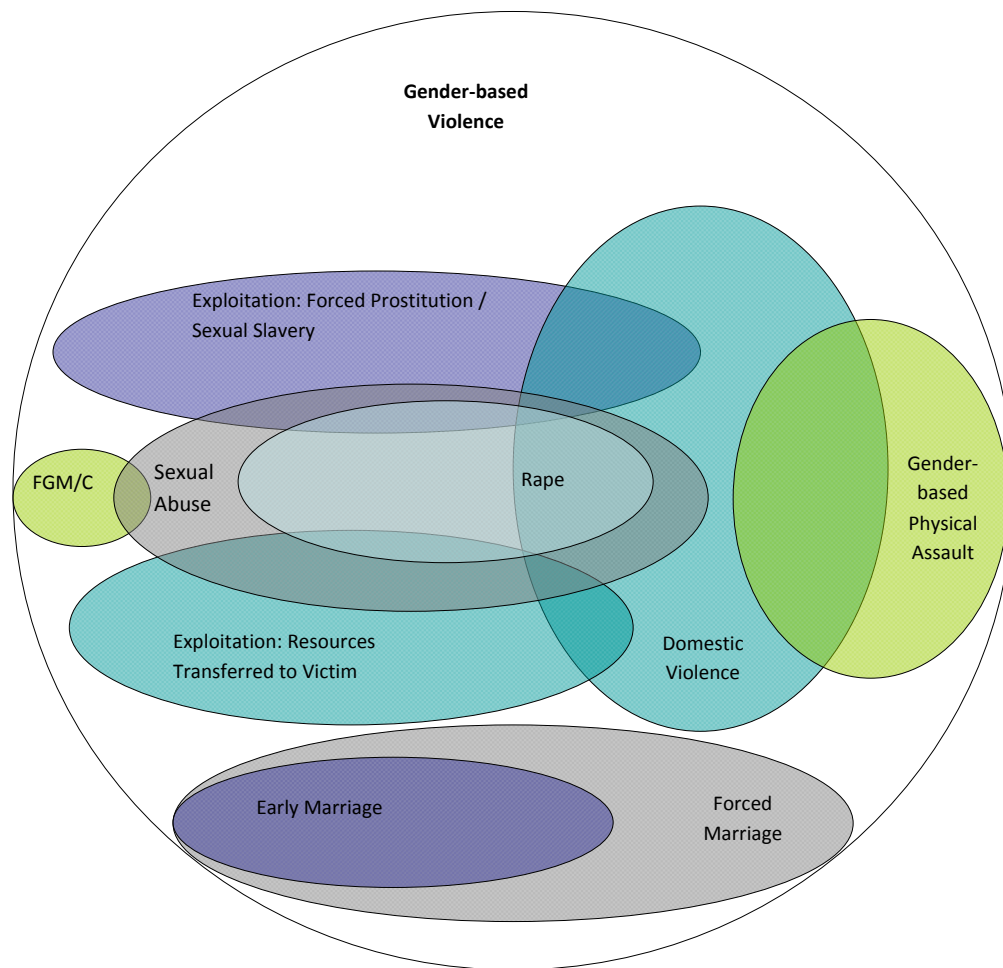 Gender-based
Violence
Exploitation: Forced Prostitution /
Sexual Slavery
FGM/C
Sexual
Abuse
Rape
Gender-
based
Physical
Assault
Exploitation: Resources
Transferred to Victim
Domestic
Violence
Early Marriage
Forced
Marriage